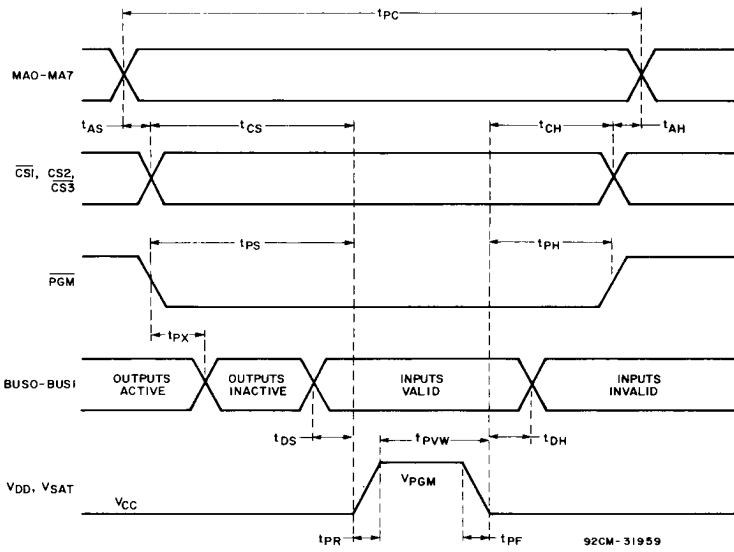 tPC
MA0-MA7
tAS
tCS
tCH
tAH
CS1, CS2,
CS3
tPS
tPH
PGM
tPX
BUS0-BUS1
OUTPUTS
ACTIVE
OUTPUTS
INACTIVE
INPUTS
VALID
INPUTS
INVALID
tDS
tPVW
tDH
VDD, VSAT
VCC
VPGM
tPR
tPF
92CM-31959